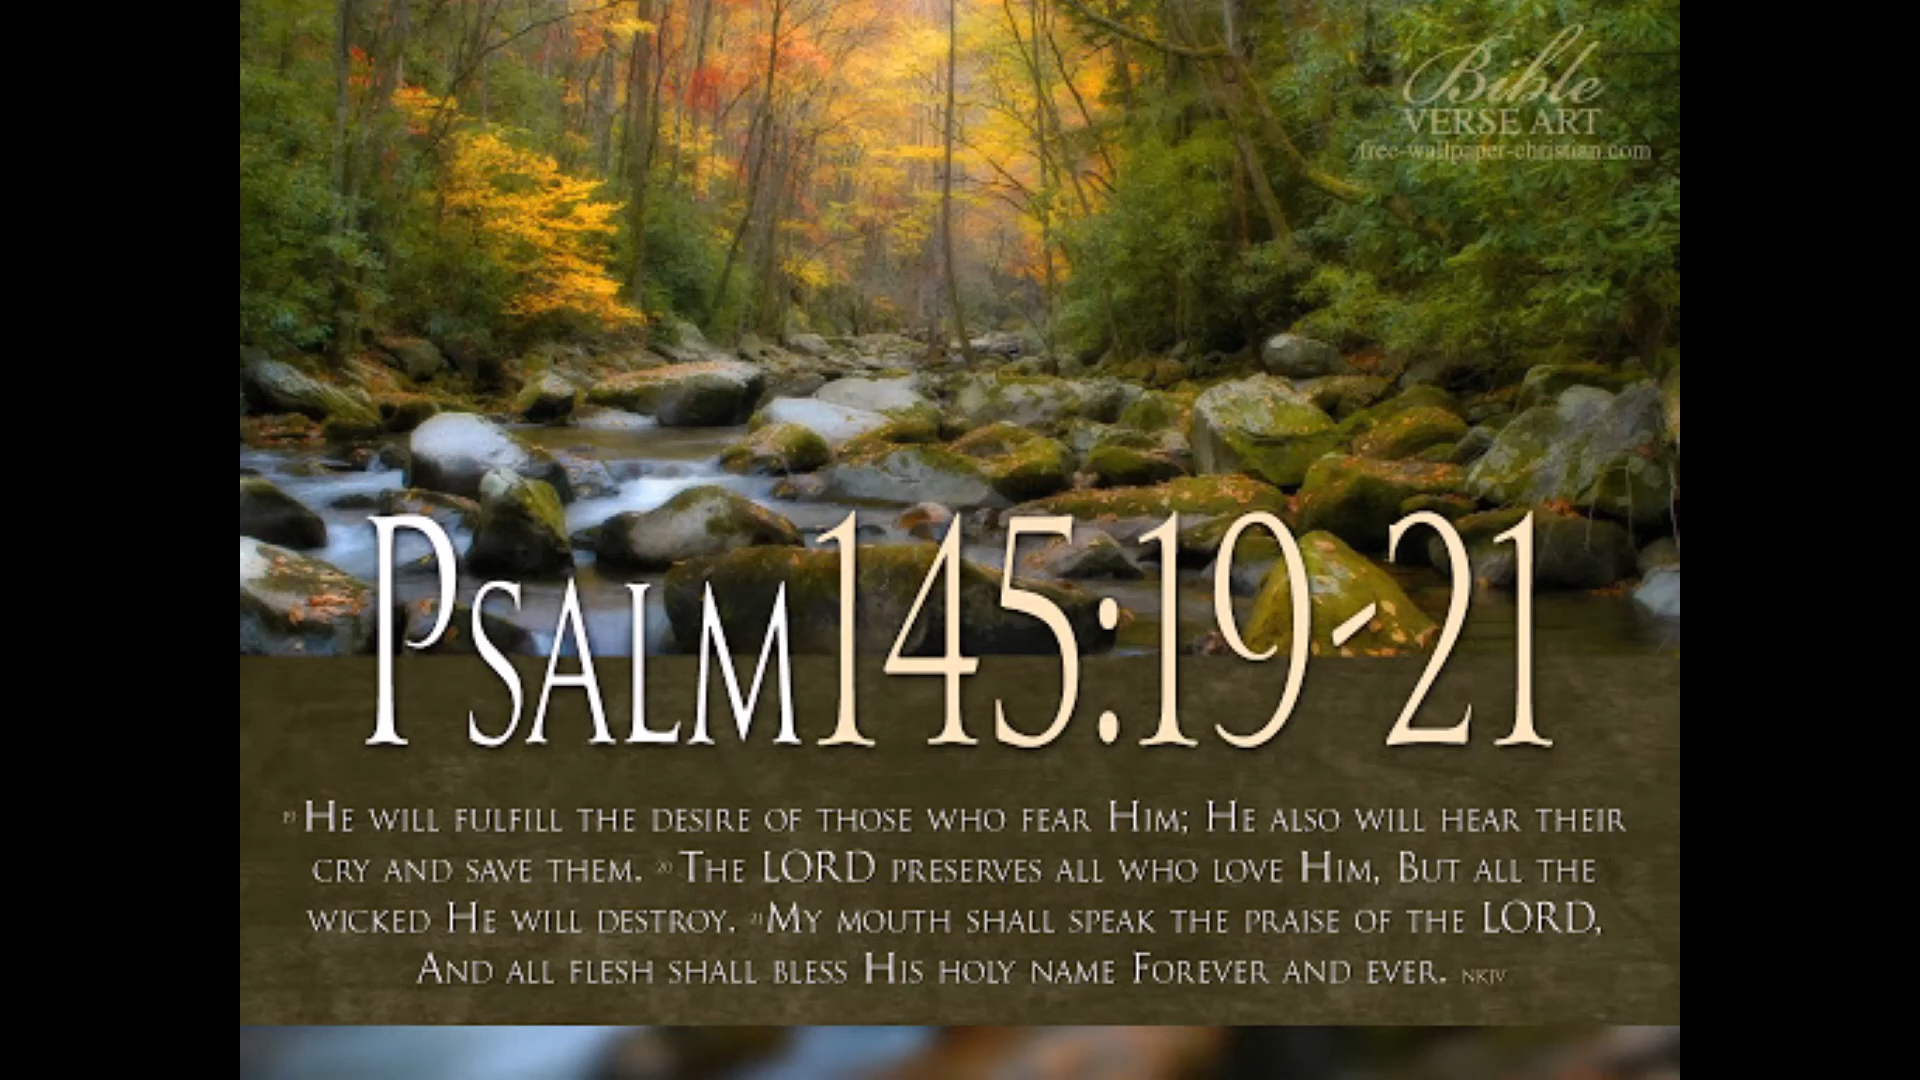 Bible
VERSE ART
free-wallpaper-christian.com
PSALM 145:19-21
19 HE WILL FULFILL THE DESIRE OF THOSE WHO FEAR HIM; HE ALSO WILL HEAR THEIR
CRY AND SAVE THEM. 20 THE LORD PRESERVES ALL WHO LOVE HIM, BUT ALL THE
WICKED HE WILL DESTROY. 21 MY MOUTH SHALL SPEAK THE PRAISE OF THE LORD,
AND ALL FLESH SHALL BLESS HIS HOLY NAME FOREVER AND EVER. NKJV